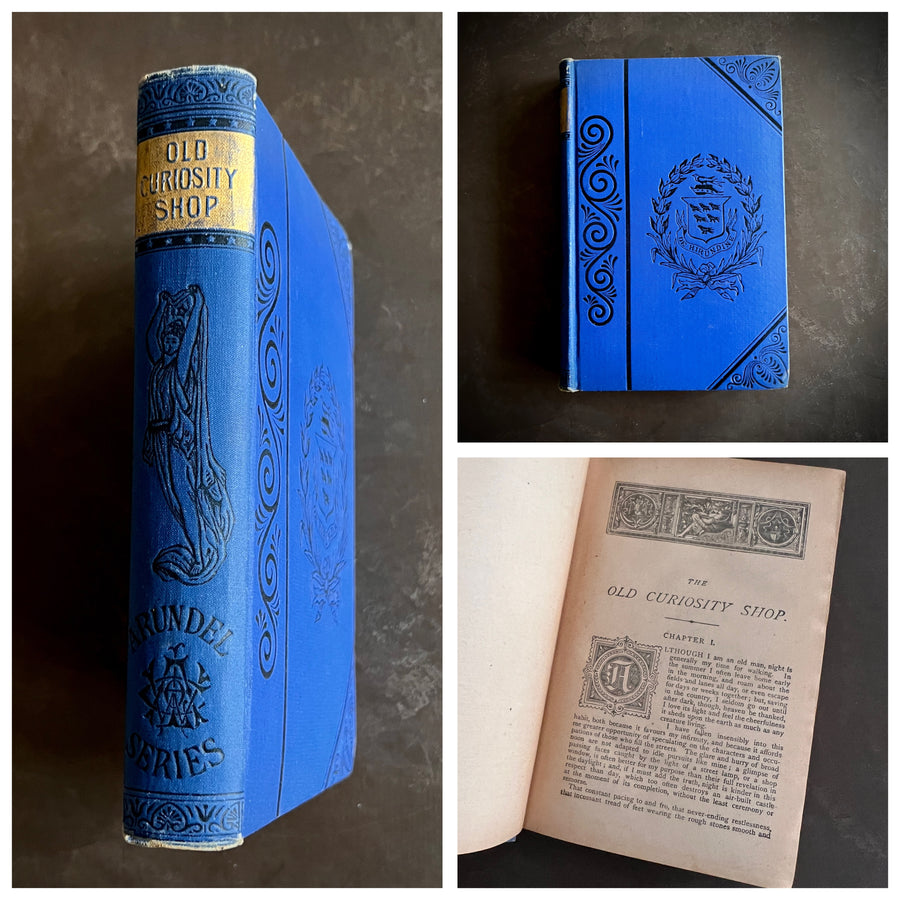 OLD
CURIOSITY
SHOP
ARUNDEL
SERIES
DE HIRUNDINE
THE
OLD CURIOSITY SHOP.
CHAPTER I.
ALTHOUGH I am an old man, night is
generally my time for walking. In
the summer I often leave home early
in the morning, and roam about the
fields and lanes all day, or even escape
for days or weeks together; but, saving
in the country, I seldom go out until
after dark, though, heaven be thanked,
I love its light and feel the cheerfulness
it sheds upon the earth as much as any
creature living.
I have fallen insensibly into this
habit, both because it favours my infirmity, and because it affords
me greater opportunity of speculating on the characters and occu-
pations of those who fill the streets. The glare and hurry of broad
noon are not adapted to idle pursuits like mine; a glimpse of
passing faces caught by the light of a street lamp, or a shop
window, is often better for my purpose than their full revelation in
the daylight; and, if I must add the truth, night is kinder in this
respect than day, which too often destroys an air-built castle
at the moment of its completion, without the least ceremony or
remorse.
That constant pacing to and fro, that never-ending restlessness,
that incessant tread of feet wearing the rough stones smooth and